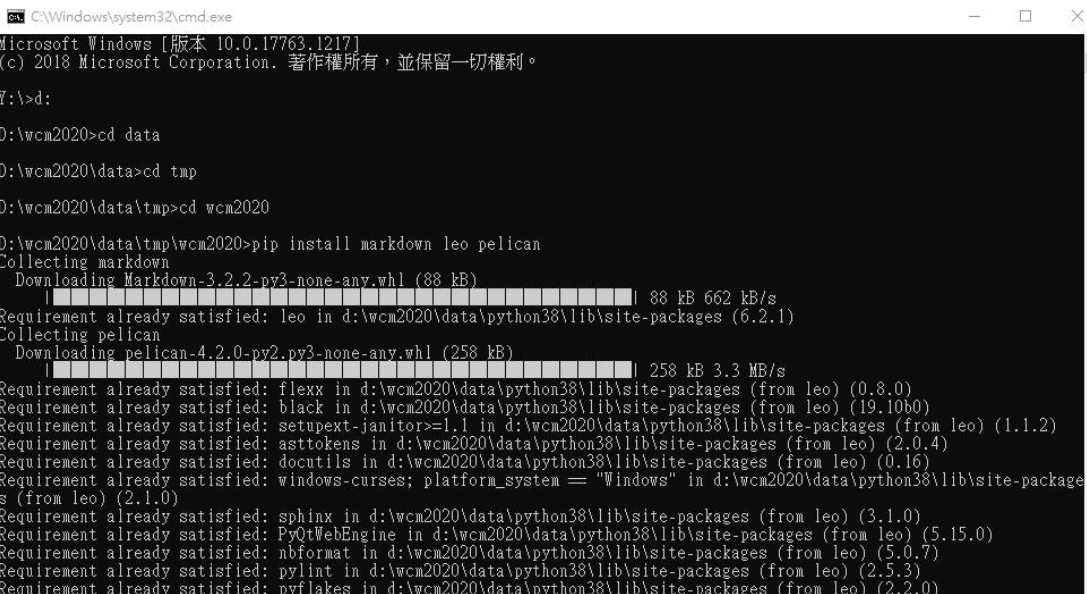 C:\Windows\system32\cmd.exe
Microsoft Windows [版本 10.0.17763.1217]
(c) 2018 Microsoft Corporation. 著作權所有，並保留一切權利。
Y:\>d:
D:\wcm2020>cd data
D:\wcm2020\data>cd tmp
D:\wcm2020\data\tmp>cd wcm2020
D:\wcm2020\data\tmp\wcm2020>pip install markdown leo pelican
Collecting markdown
Downloading Markdown-3.2.2-py3-none-any.whl (88 kB)
88 kB 662 kB/s
Requirement already satisfied: leo in d:\wcm2020\data\python38\lib\site-packages (6.2.1)
Collecting pelican
Downloading pelican-4.2.0-py2.py3-none-any.whl (258 kB)
258 kB 3.3 MB/s
Requirement already satisfied: flexx in d:\wcm2020\data\python38\lib\site-packages (from leo) (0.8.0)
Requirement already satisfied: black in d:\wcm2020\data\python38\lib\site-packages (from leo) (19.10b0)
Requirement already satisfied: setupext-janitor>=1.1 in d:\wcm2020\data\python38\lib\site-packages (from leo) (1.1.2)
Requirement already satisfied: asttokens in d:\wcm2020\data\python38\lib\site-packages (from leo) (2.0.4)
Requirement already satisfied: docutils in d:\wcm2020\data\python38\lib\site-packages (from leo) (0.16)
Requirement already satisfied: windows-curses; platform_system == "Windows" in d:\wcm2020\data\python38\lib\site-package
s (from leo) (2.1.0)
Requirement already satisfied: sphinx in d:\wcm2020\data\python38\lib\site-packages (from leo) (3.1.0)
Requirement already satisfied: PyQtWebEngine in d:\wcm2020\data\python38\lib\site-packages (from leo) (5.15.0)
Requirement already satisfied: nbformat in d:\wcm2020\data\python38\lib\site-packages (from leo) (5.0.7)
Requirement already satisfied: pylint in d:\wcm2020\data\python38\lib\site-packages (from leo) (2.5.3)
Requirement already satisfied: pyflakes in d:\wcm2020\data\python38\lib\site-packages (from leo) (2.2.0)